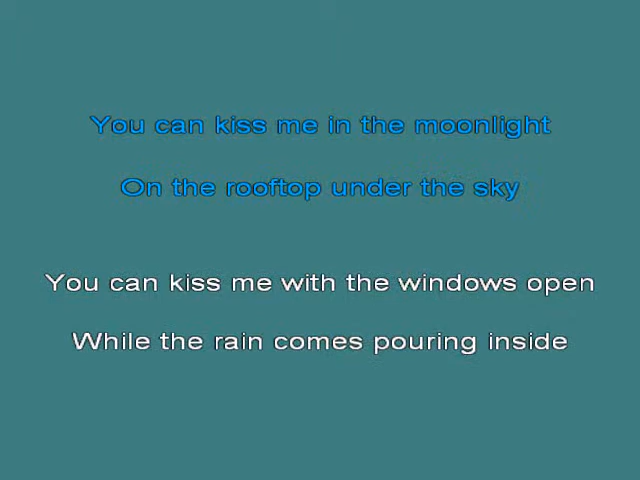 You can kiss me in the moonlight
On the rooftop under the sky
You can kiss me with the windows open
While the rain comes pouring inside